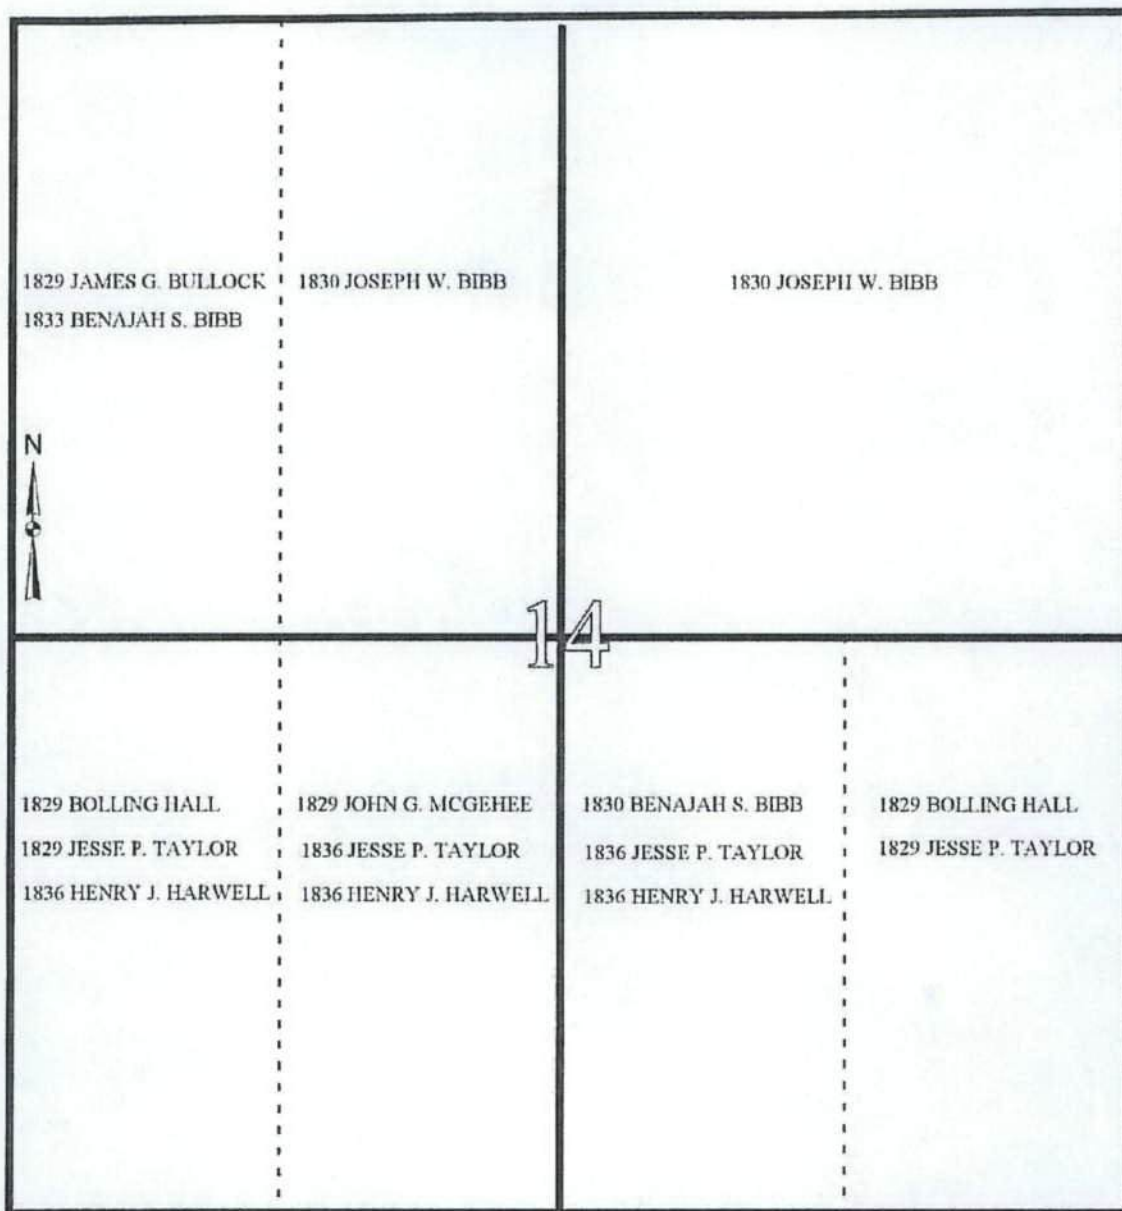 1829 JAMES G. BULLOCK
1833 BENAJAH S. BIBB
1830 JOSEPH W. BIBB
1830 JOSEPH W. BIBB
N
14
1829 BOLLING HALL
1829 JESSE P. TAYLOR
1836 HENRY J. HARWELL
1829 JOHN G. MCGEHEE
1836 JESSE P. TAYLOR
1836 HENRY J. HARWELL
1830 BENAJAH S. BIBB
1836 JESSE P. TAYLOR
1836 HENRY J. HARWELL
1829 BOLLING HALL
1829 JESSE P. TAYLOR